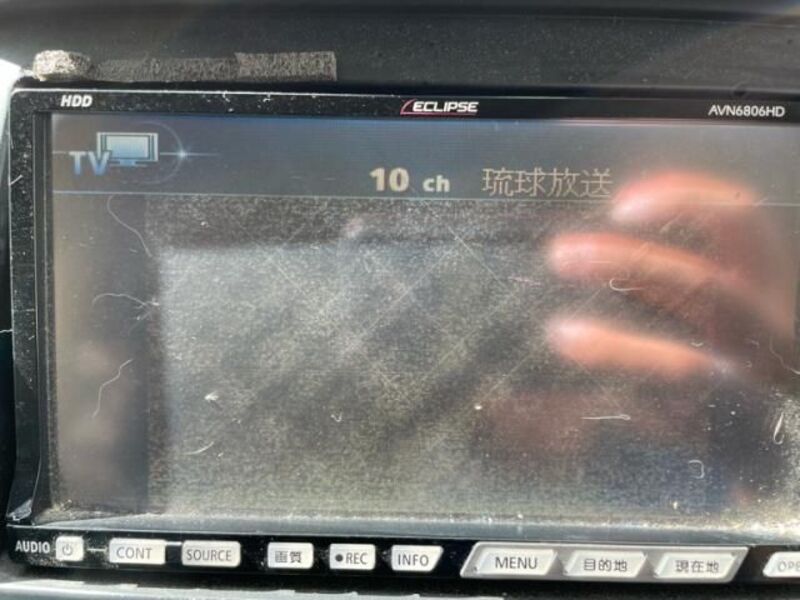 HDD ECLIPSE AVN6806HD
TV
10 ch 琉球放送
AUDIO CONT SOURCE 画質 ●REC INFO MENU 目的地 現在地